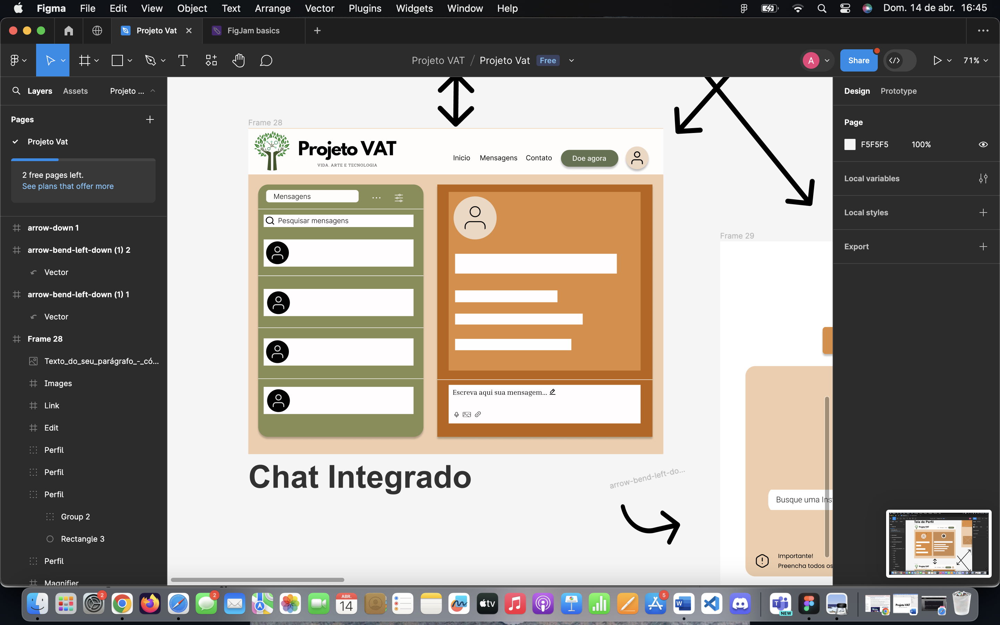 Figma File Edit View Object Text Arrange Vector Plugins Widgets Window Help Dom. 14 de abr. 16:45
Projeto Vat FigJam basics
Projeto VAT / Projeto Vat Free A Share 71%
Layers Assets Projeto ...
Pages
Projeto Vat
2 free pages left.
See plans that offer more
arrow-down 1
arrow-bend-left-down (1) 2
Vector
arrow-bend-left-down (1) 1
Vector
Frame 28
Texto_do_seu_parágrafo_-_có...
Images
Link
Edit
Perfil
Perfil
Perfil
Group 2
Rectangle 3
Perfil
Magnifier
Frame 28
Projeto VAT
VIDA. ARTE E TECNOLOGIA
Inicio Mensagens Contato Doe agora
Mensagens
Pesquisar mensagens
Escreva aqui sua mensagem...
Chat Integrado
arrow-bend-left-do...
Frame 29
Busque uma Ins
Importante!
Preencha todos os
Design Prototype
Page
F5F5F5 100%
Local variables
Local styles
Export
Tela de Perfil
Projeto VAT
Projeto VAT
2
2
ABR.
14
tv
5
W
T
NEW
Projeto VAT